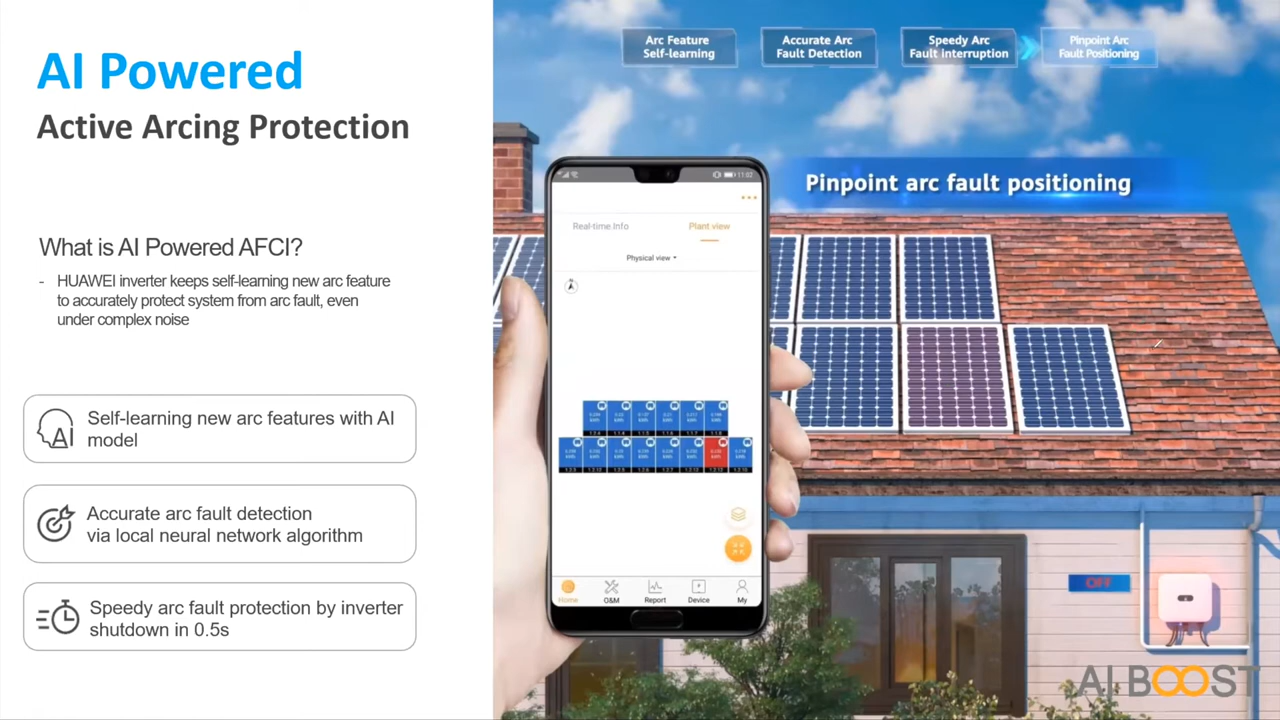 AI Powered
Active Arcing Protection
What is AI Powered AFCI?
- HUAWEI inverter keeps self-learning new arc feature
to accurately protect system from arc fault, even
under complex noise
AI
Self-learning new arc features with AI
model
Accurate arc fault detection
via local neural network algorithm
Speedy arc fault protection by inverter
shutdown in 0.5s
Arc Feature
Self-learning
Accurate Arc
Fault Detection
Speedy Arc
Fault Interruption
Pinpoint Arc
Fault Positioning
Pinpoint arc fault positioning
11:02
Real-time Info
Plant view
Physical view
Home
O&M
Report
Device
My
OFF
AI BOOST